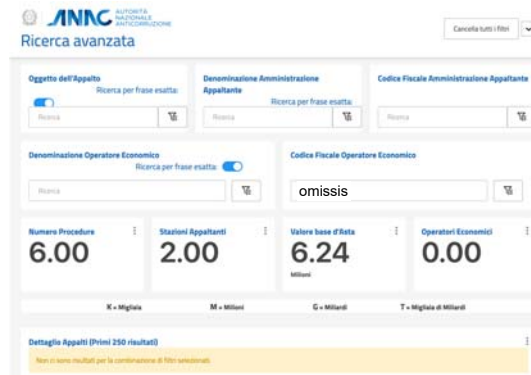 ANAC AUTORITÀ
NAZIONALE
ANTICORRUZIONE
Ricerca avanzata
Cancella tutti i filtri
Oggetto dell'Appalto
Ricerca per frase esatta:
Ricerca
Denominazione Amministrazione
Appaltante
Ricerca per frase esatta:
Ricerca
Codice Fiscale Amministrazione Appaltante
Ricerca
Denominazione Operatore Economico
Ricerca per frase esatta:
Ricerca
Codice Fiscale Operatore Economico
omissis
Numero Procedure
6.00
Stazioni Appaltanti
2.00
Valore base d'Asta
6.24
Milioni
Operatori Economici
0.00
K = Migliaia M = Milioni G = Miliardi T = Migliaia di Miliardi
Dettaglio Appalti (Primi 250 risultati)
Non ci sono risultati per la combinazione di filtri selezionati.